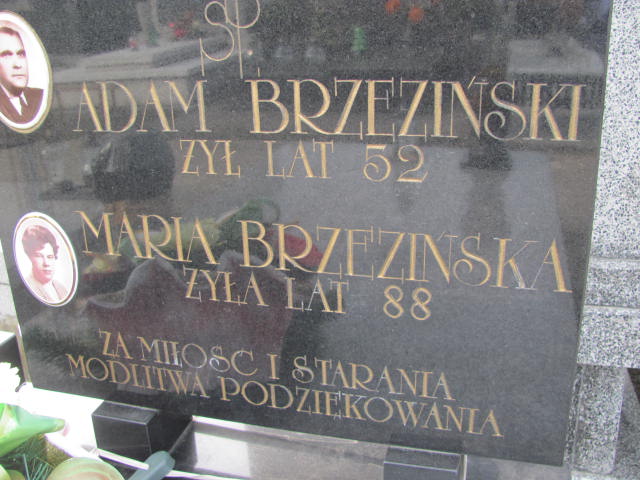 ŚP.
ADAM BRZEZIŃSKI
ŻYŁ LAT 52
MARIA BRZEZIŃSKA
ŻYŁA LAT 88
ZA MIŁOŚĆ I STARANIA
MODLITWA PODZIĘKOWANIA